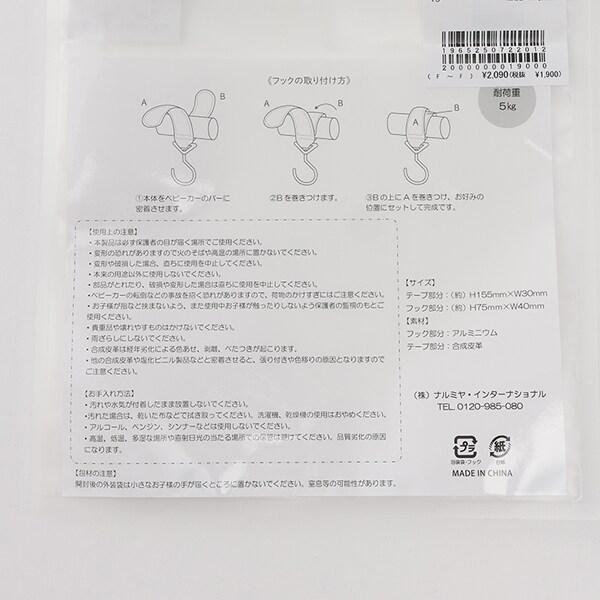 1965250722012
2000000019000
( F ～ F ) ¥2,090(税抜 ¥1,900)
《フックの取り付け方》
耐荷重
5kg
A B
A B
A
①本体をベビーカーのバーに
密着させます。
②Bを巻きつけます。
③Bの上にAを巻きつけ、お好みの
位置にセットして完成です。
【使用上の注意】
・本製品は必ず保護者の目が届く場所でご使用ください。
・変形の恐れがありますので火のそばや高温の場所に置かないでください。
・変形や破損した場合、直ちに使用を中止してください。
・本来の用途以外に使用しないでください。
・部品がとれたり、破損や変形した場合は直ちに使用を中止してください。
・ベビーカーの転倒などの事故を招く恐れがありますので、荷物のかけすぎにはご注意ください。
・お子様が指など挟まないよう、また使用中お子様が触ったりしないよう保護者の監視のもとご
使用ください。
・貴重品や壊れやすいものはかけないでください。
・雨ざらしにしないでください。
・合成皮革は経年劣化による色あせ、剥離、べたつきが起こります。
・他の合成皮革や塩化ビニル製品などと密着させると、張り付きや色移りの原因となりますので
ご注意ください。
【お手入れ方法】
・汚れや水気が付着したまま放置しないでください。
・汚れた場合は、乾いた布などで拭き取ってください。洗濯機、乾燥機の使用はおやめください。
・アルコール、ベンジン、シンナーなどは使用しないでください。
・高温、低温、多湿な場所や直射日光の当たる場所での保管は避けてください。品質劣化の原因
になります。
【包材の注意】
開封後の外装袋は小さなお子様の手が届くところに置かないでください。窒息等の可能性があります。
【サイズ】
テープ部分：（約）H155mm×W30mm
フック部分：（約）H75mm×W40mm
【素材】
フック部分：アルミニウム
テープ部分：合成皮革
（株）ナルミヤ・インターナショナル
TEL. 0120-985-080
プラ 紙
包装袋・フック 台紙
MADE IN CHINA